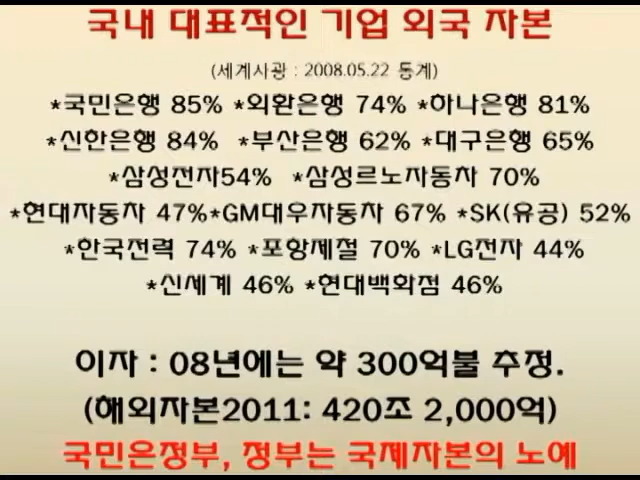 국내 대표적인 기업 외국 자본
(세계사광 : 2008.05.22 통계)
*국민은행 85% *외환은행 74% *하나은행 81%
*신한은행 84% *부산은행 62% *대구은행 65%
*삼성전자54% *삼성르노자동차 70%
*현대자동차 47%*GM대우자동차 67% *SK(유공) 52%
*한국전력 74% *포항제철 70% *LG전자 44%
*신세계 46% *현대백화점 46%
이자 : 08년에는 약 300억불 추정.
(해외자본2011: 420조 2,000억)
국민은정부, 정부는 국제자본의 노예